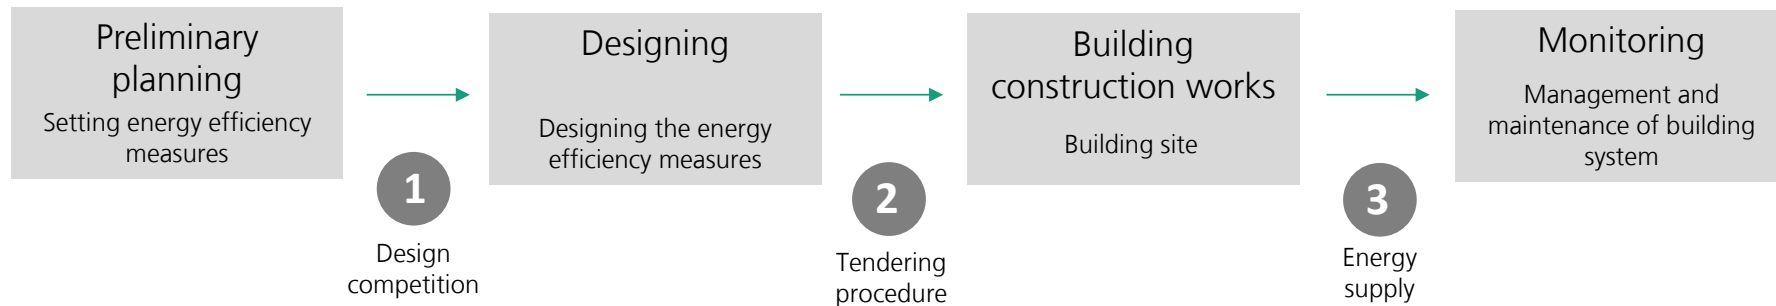 Preliminary
planning
Setting energy efficiency
measures
1
Design
competition
Designing
Designing the energy
efficiency measures
2
Tendering
procedure
Building
construction works
Building site
3
Energy
supply
Monitoring
Management and
maintenance of building
system